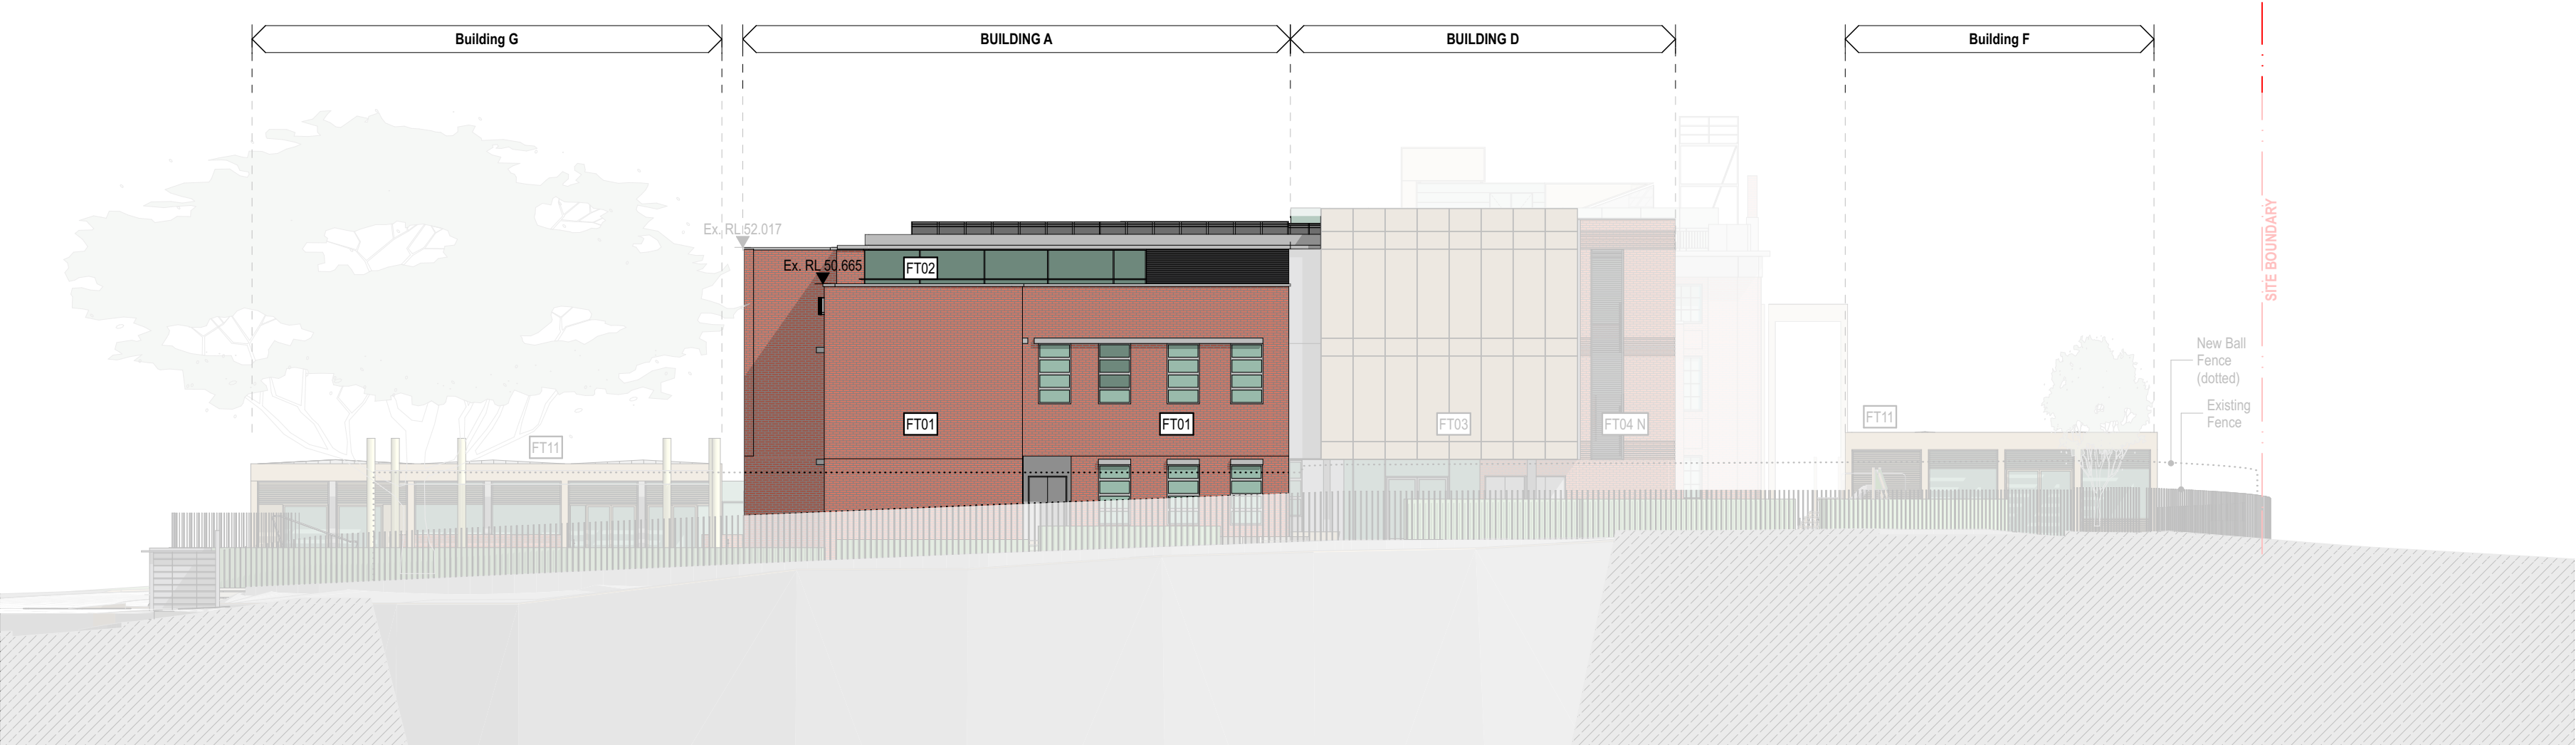 Building G
BUILDING A
BUILDING D
Building F
Ex. RL 52.017
Ex. RL 50.665
FT02
SITE BOUNDARY
New Ball
Fence
(dotted)
Existing
Fence
FT11
FT01
FT01
FT03
FT04 N
FT11